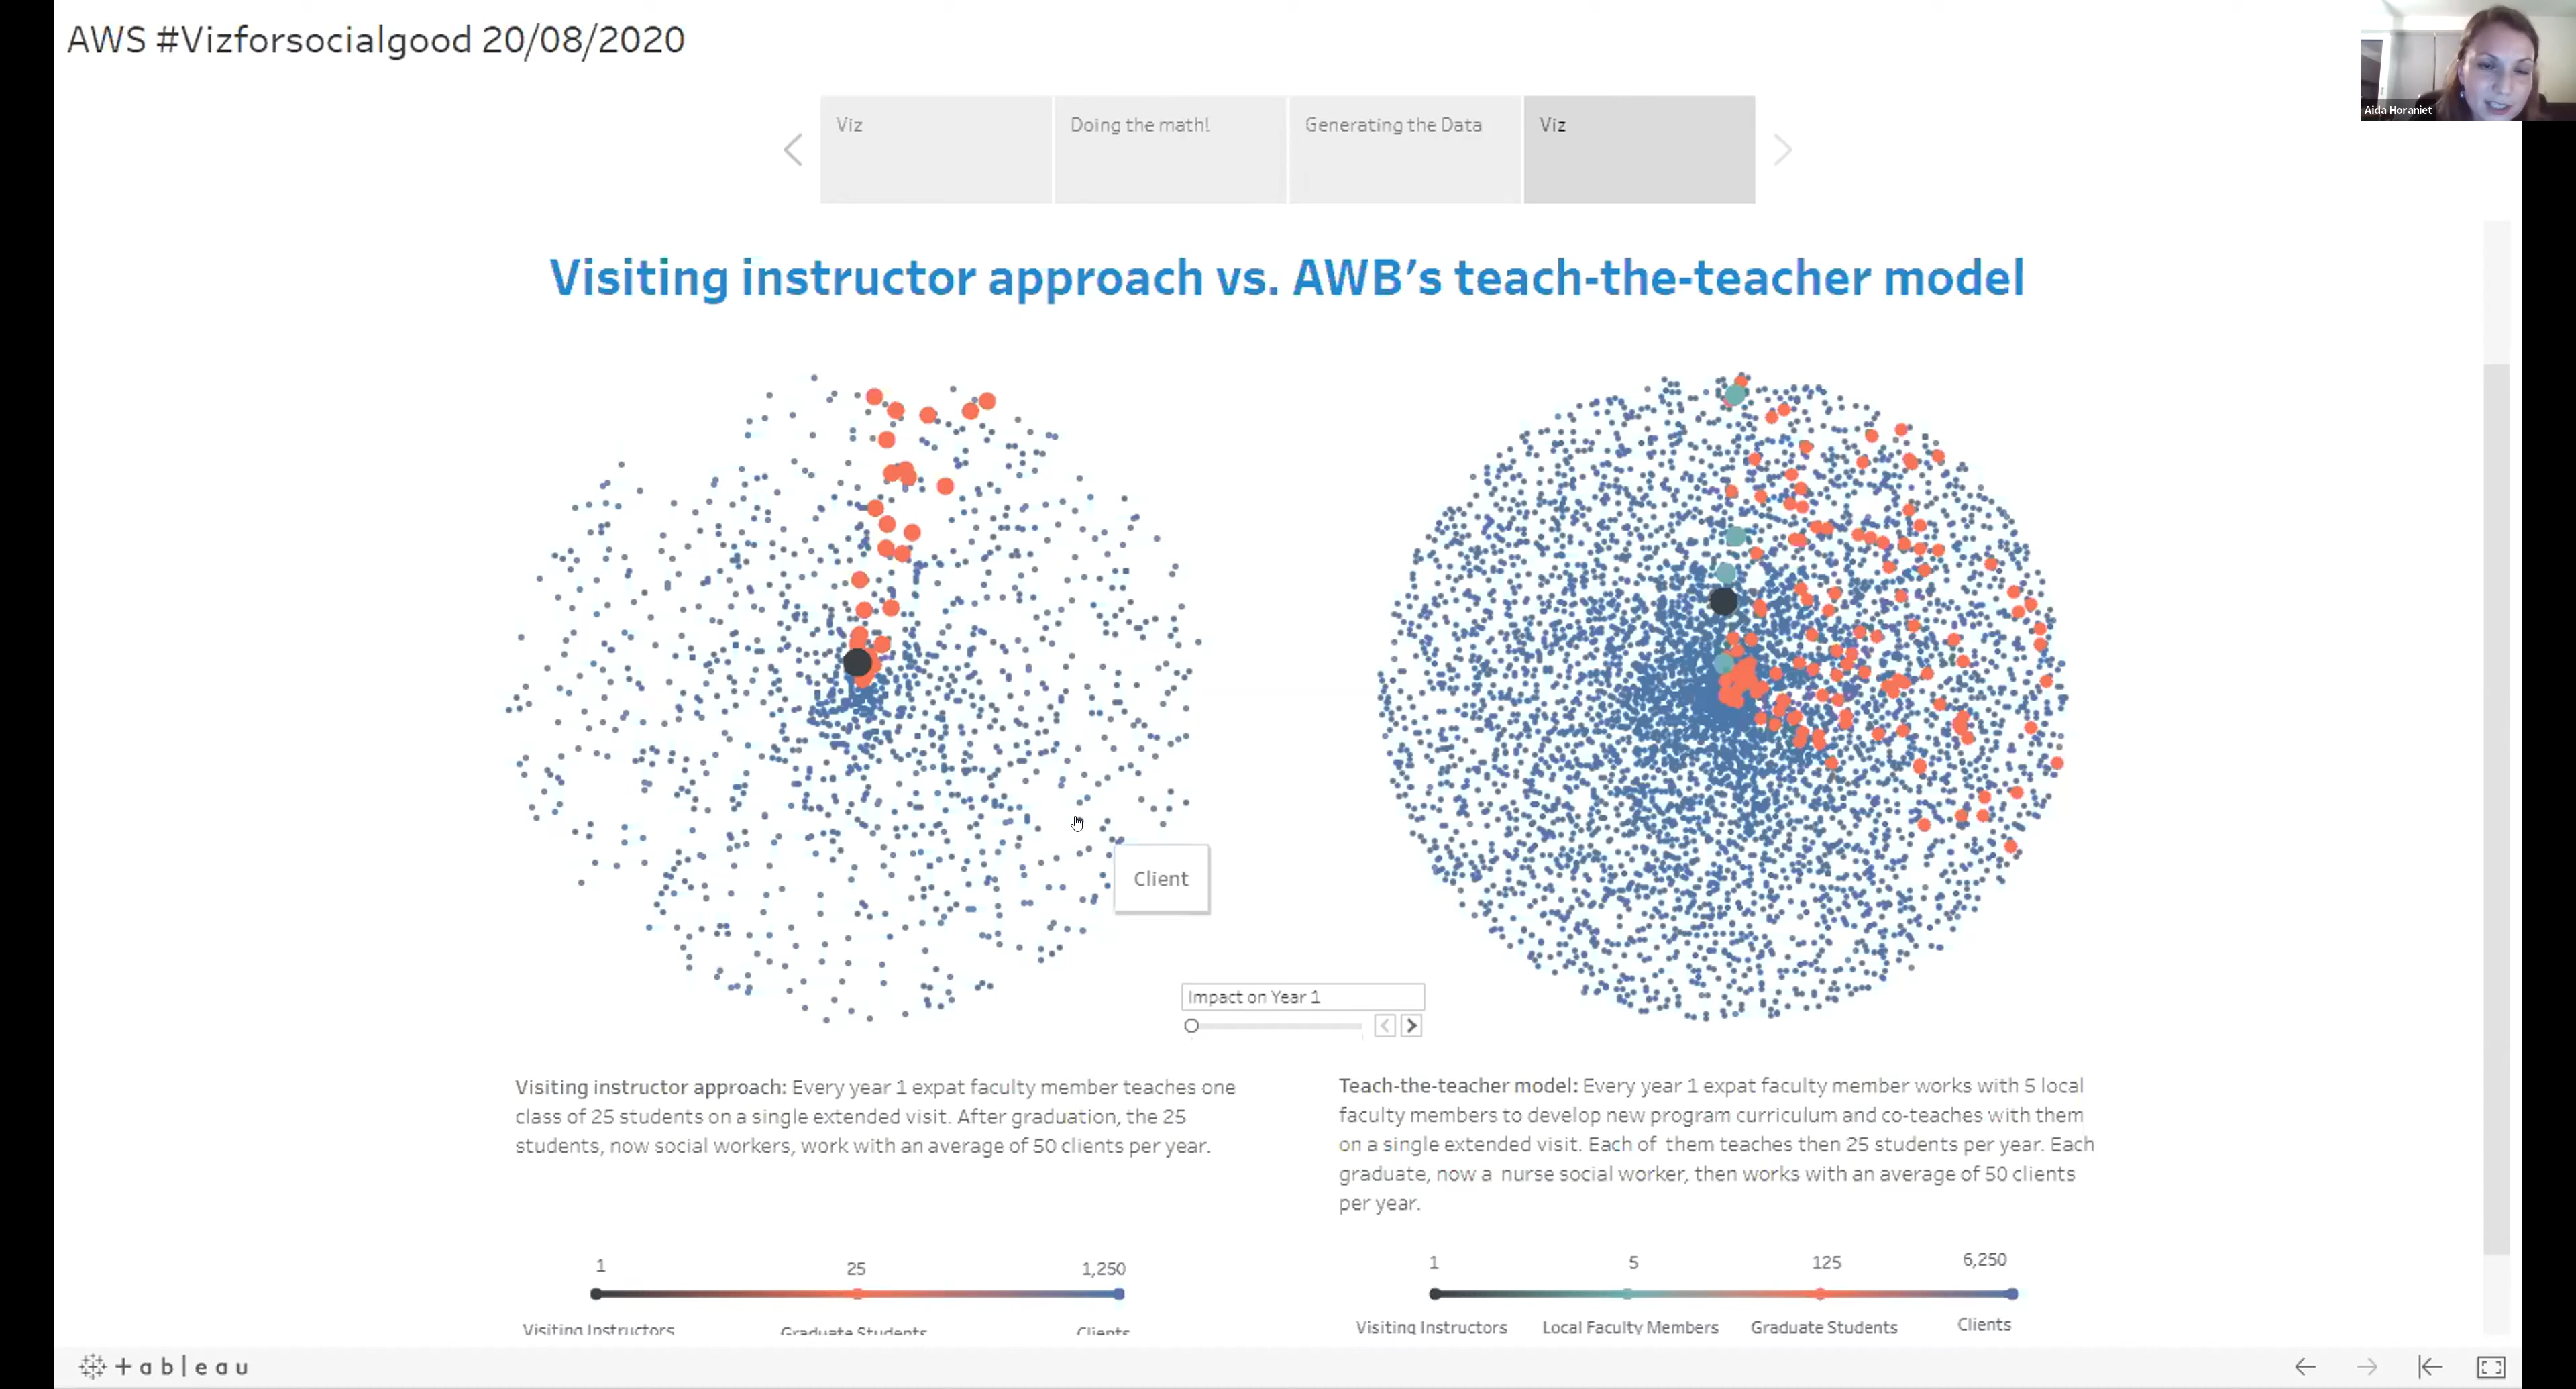 AWS #Vizforsocialgood 20/08/2020
Aida Horaniet
Viz
Doing the math!
Generating the Data
Viz
Visiting instructor approach vs. AWB's teach-the-teacher model
Client
Impact on Year 1
Visiting instructor approach: Every year 1 expat faculty member teaches one
class of 25 students on a single extended visit. After graduation, the 25
students, now social workers, work with an average of 50 clients per year.
Teach-the-teacher model: Every year 1 expat faculty member works with 5 local
faculty members to develop new program curriculum and co-teaches with them
on a single extended visit. Each of them teaches then 25 students per year. Each
graduate, now a nurse social worker, then works with an average of 50 clients
per year.
1
25
1,250
Visiting Instructors
Graduate Students
Clients
1
5
125
6,250
Visiting Instructors
Local Faculty Members
Graduate Students
Clients
+ableau